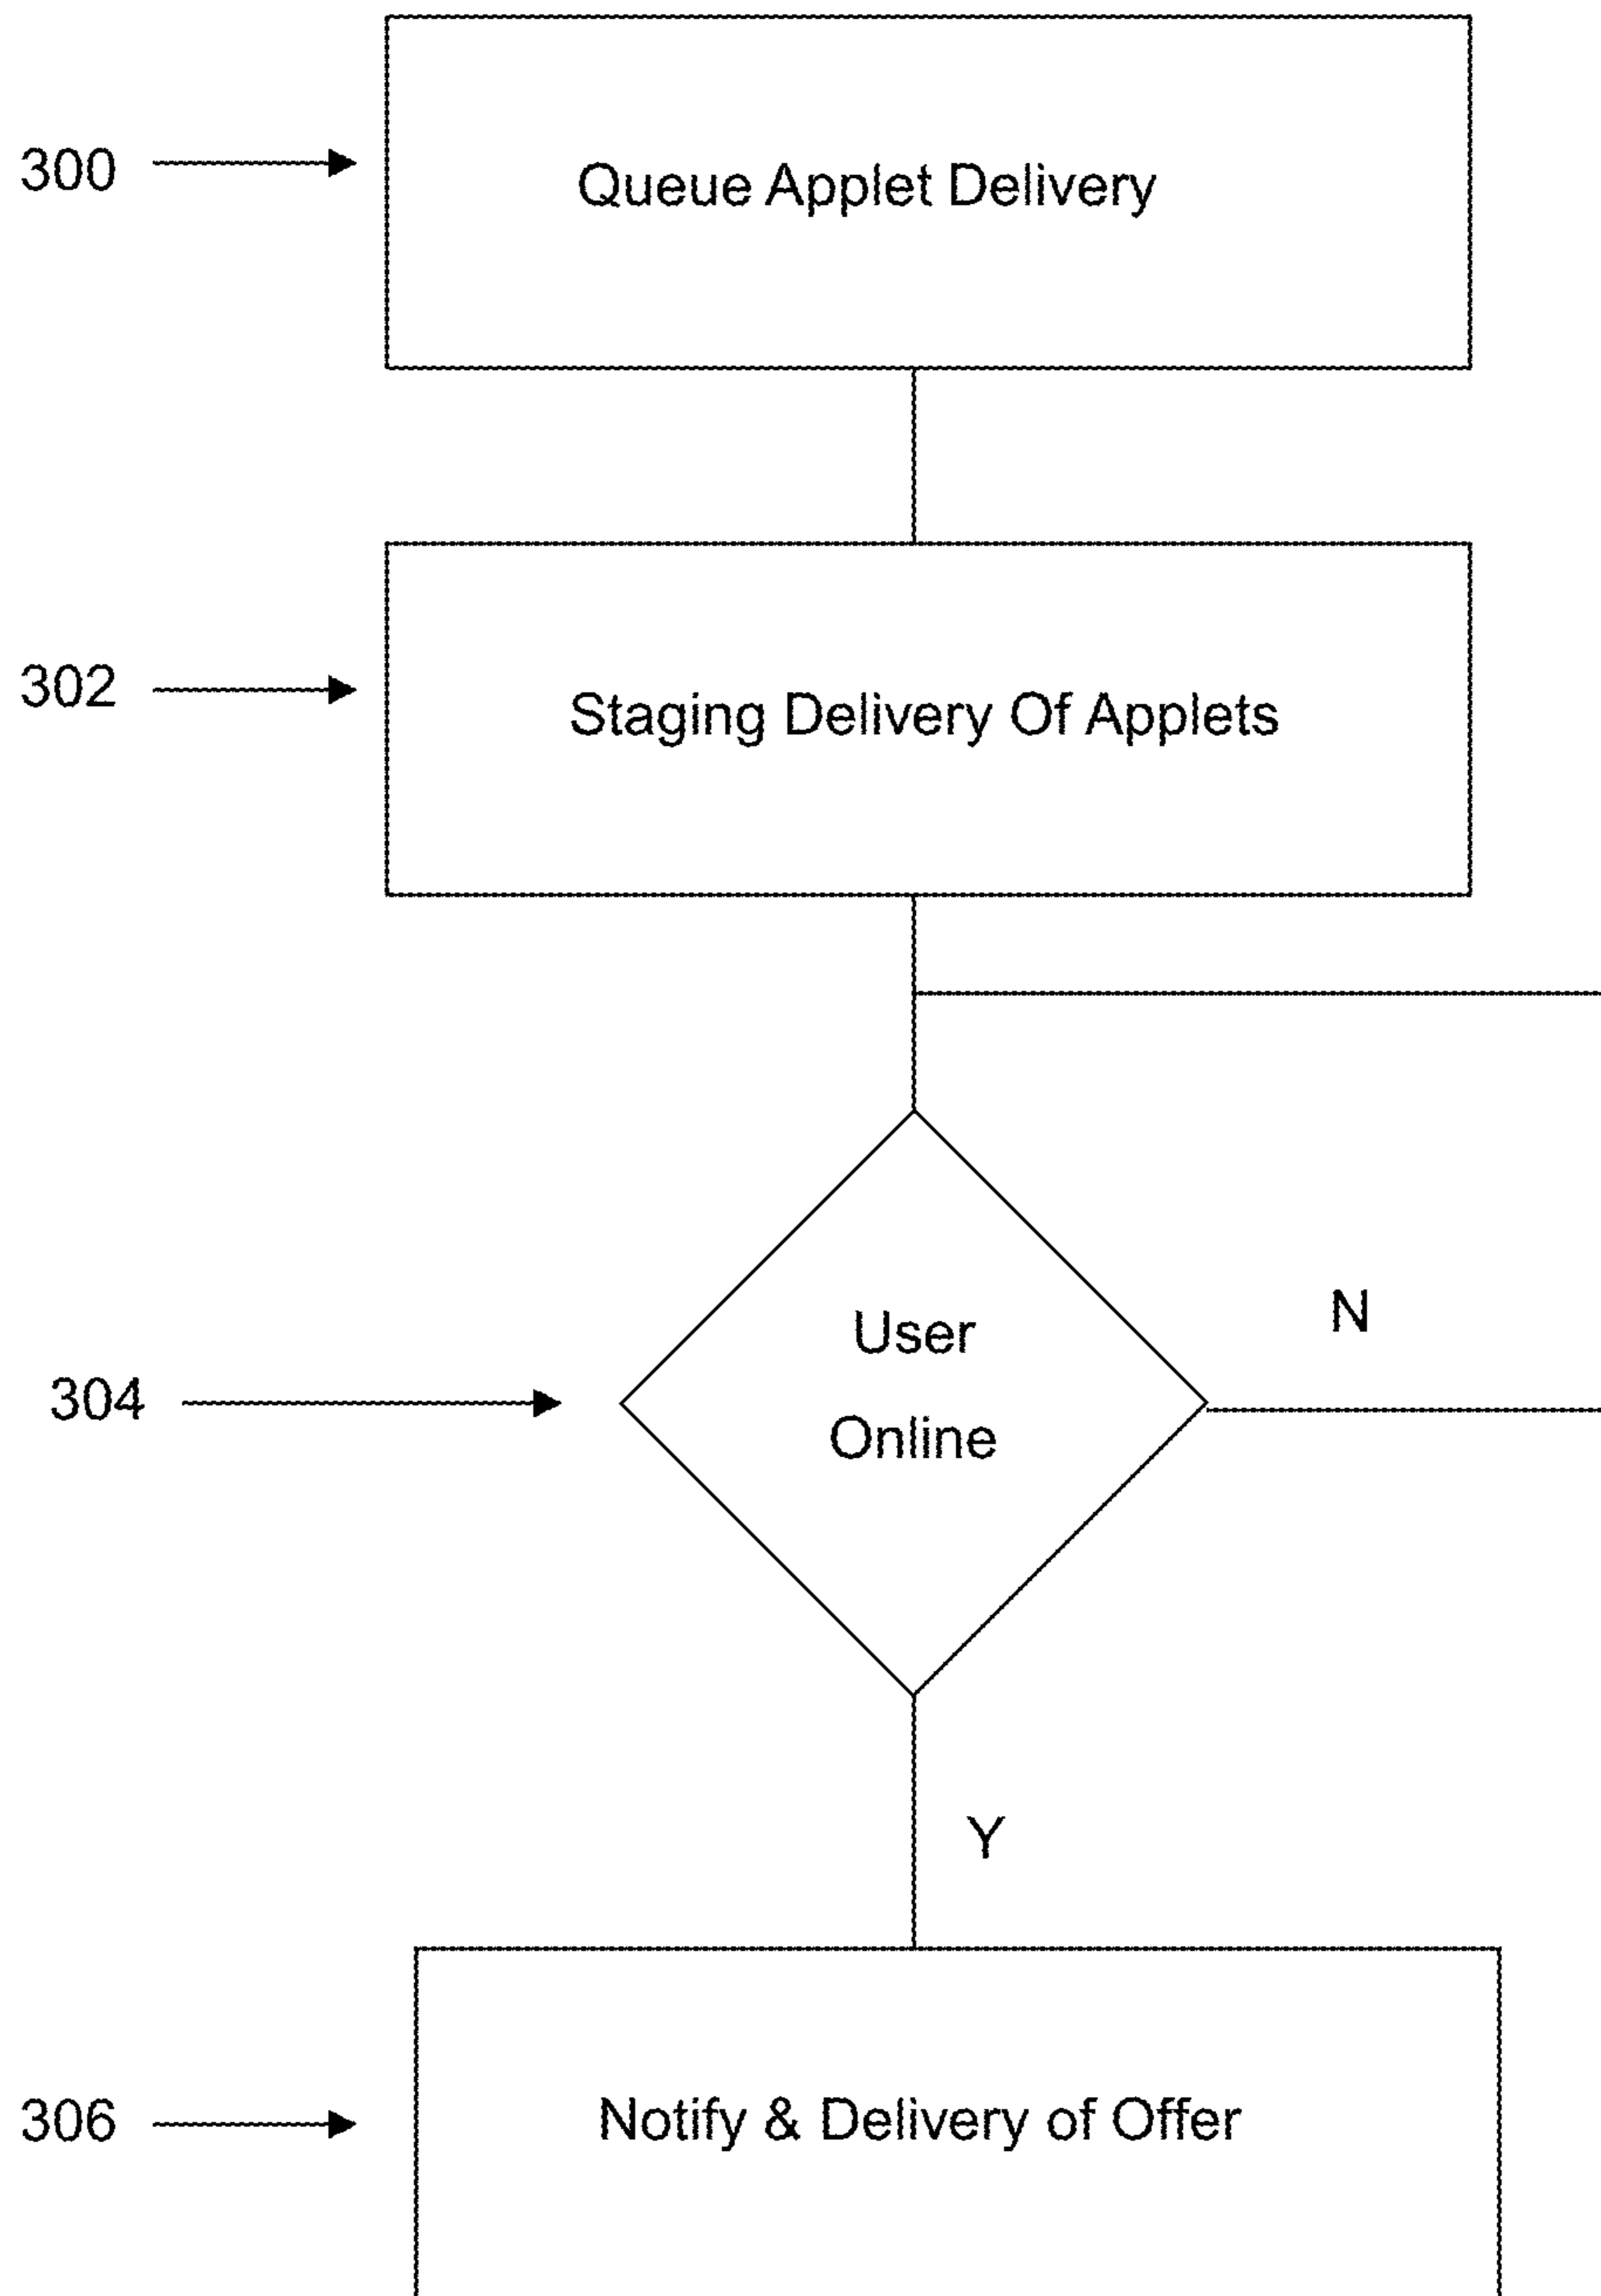 300
Queue Applet Delivery
302
Staging Delivery Of Applets
User
N
304
Online
Y
306
Notify & Delivery of Offer